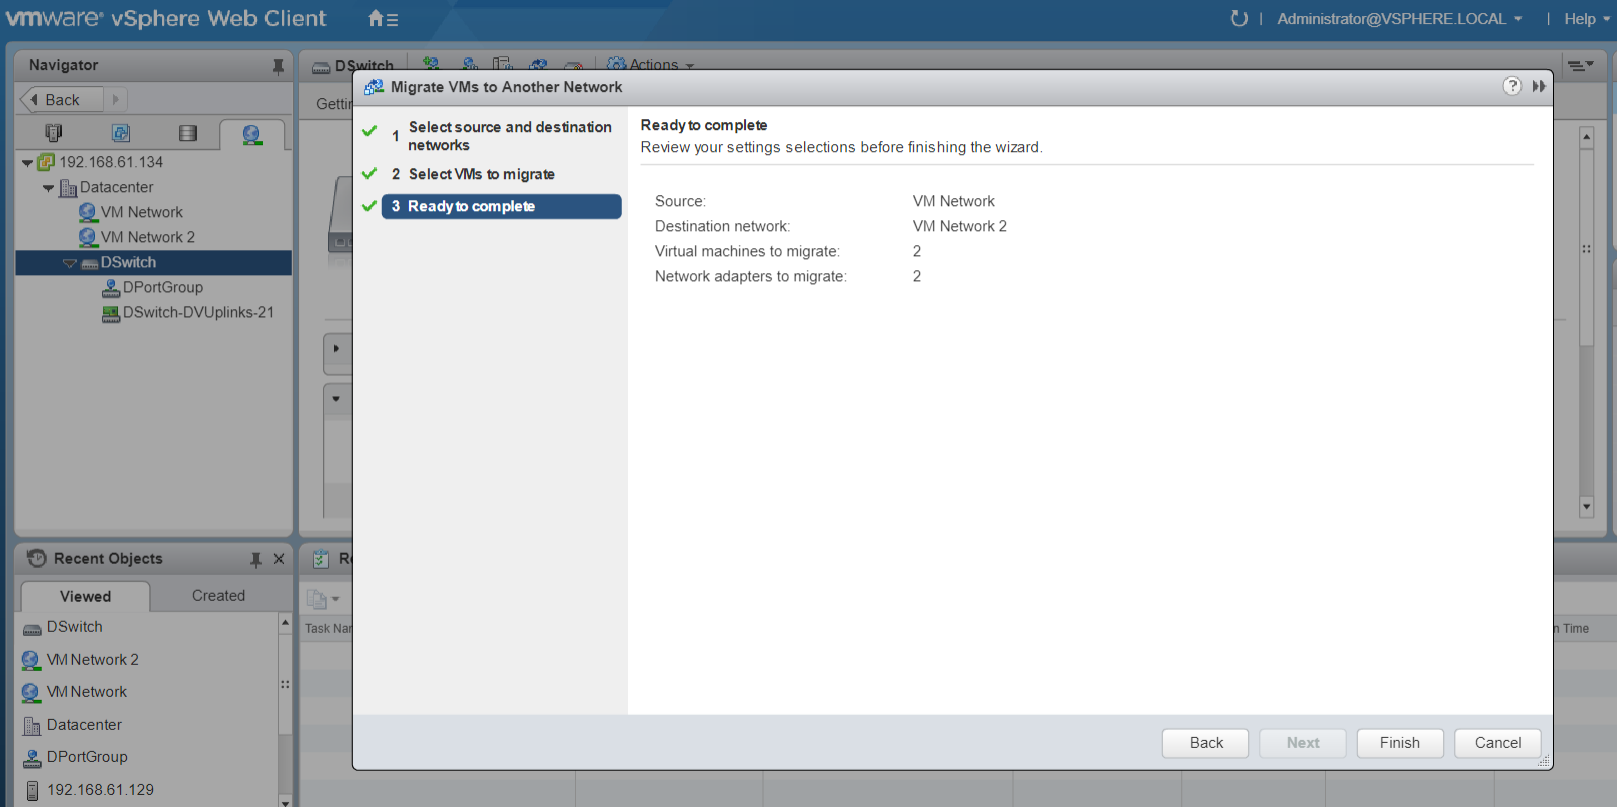 vmware® vSphere Web Client
Administrator@VSPHERE.LOCAL
Help
Navigator
Back
192.168.61.134
Datacenter
VM Network
VM Network 2
DSwitch
DPortGroup
DSwitch-DVUplinks-21
DSwitch
Actions
Migrate VMs to Another Network
1 Select source and destination
networks
2 Select VMs to migrate
3 Ready to complete
Ready to complete
Review your settings selections before finishing the wizard.
Source: VM Network
Destination network: VM Network 2
Virtual machines to migrate: 2
Network adapters to migrate: 2
Back Next Finish Cancel
Recent Objects
Viewed Created
DSwitch
VM Network 2
VM Network
Datacenter
DPortGroup
192.168.61.129
Time